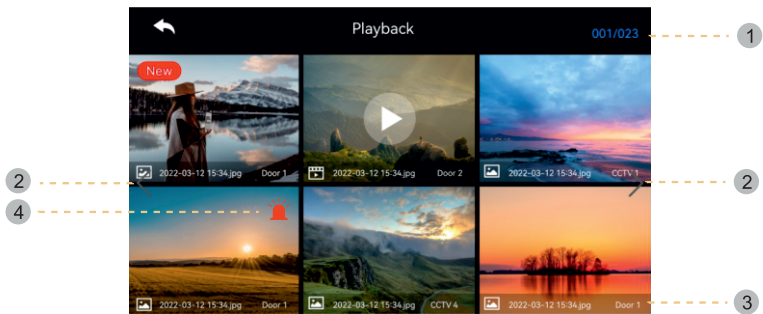 Playback
001/023
1
New
2022-03-12 15:34.jpg Door 1
2022-03-12 15:34.jpg Door 2
2022-03-12 15:34.jpg CCTV 1
2
2
4
2022-03-12 15:34.jpg Door 1
2022-03-12 15:34.jpg CCTV 4
2022-03-12 15:34.jpg Door 1
3